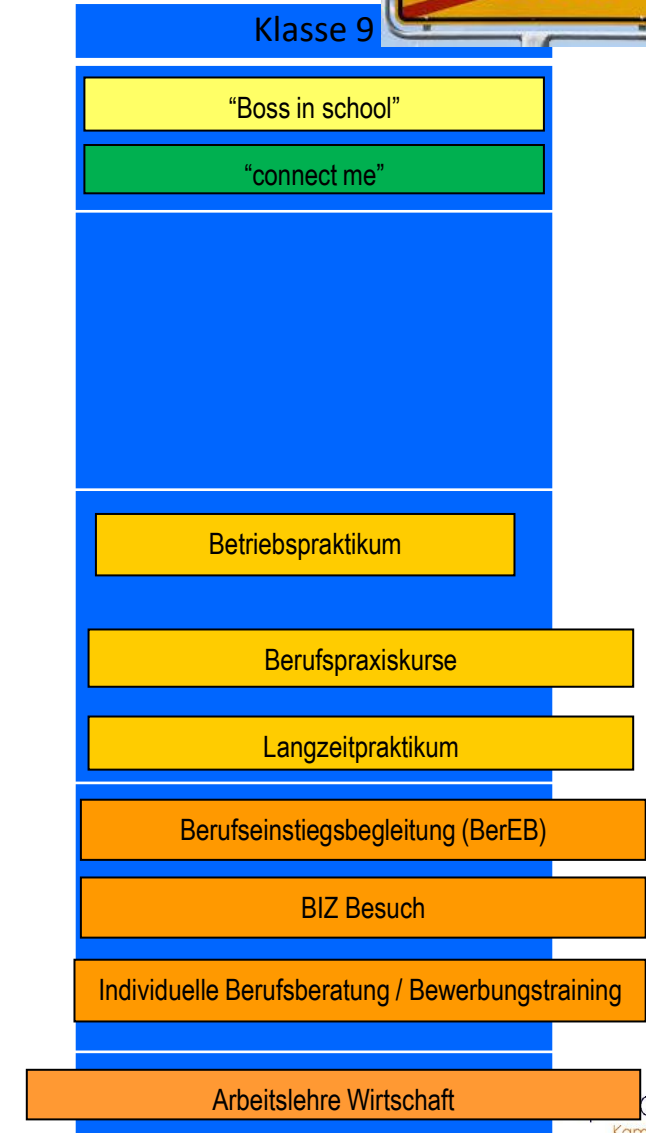 Klasse 9
“Boss in school”
“connect me”
Betriebspraktikum
Berufspraxiskurse
Langzeitpraktikum
Berufseinstiegsbegleitung (BerEB)
BIZ Besuch
Individuelle Berufsberatung / Bewerbungstraining
Arbeitslehre Wirtschaft